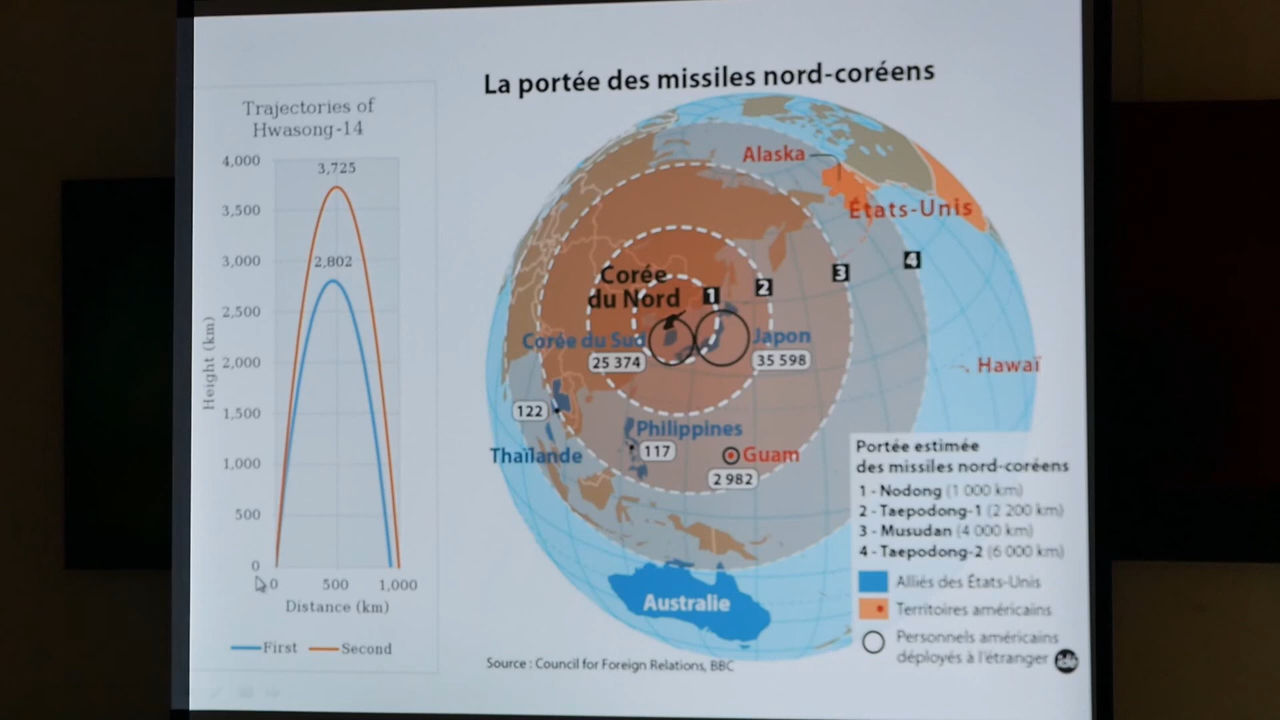 La portée des missiles nord-coréens
Trajectories of
Hwasong-14
4,000
3,500
3,000
2,500
2,000
1,500
1,000
500
0
Height (km)
3,725
2,802
0
500
1,000
Distance (km)
First
Second
Alaska
États-Unis
Corée
du Nord
1
2
3
4
Corée du Sud
25 374
Japon
35 598
Hawaï
122
Thaïlande
Philippines
117
Guam
2 982
Australie
Portée estimée
des missiles nord-coréens
1 - Nodong (1 000 km)
2 - Taepodong-1 (2 200 km)
3 - Musudan (4 000 km)
4 - Taepodong-2 (6 000 km)
Alliés des États-Unis
Territoires américains
Personnels américains
déployés à l'étranger
Source : Council for Foreign Relations, BBC